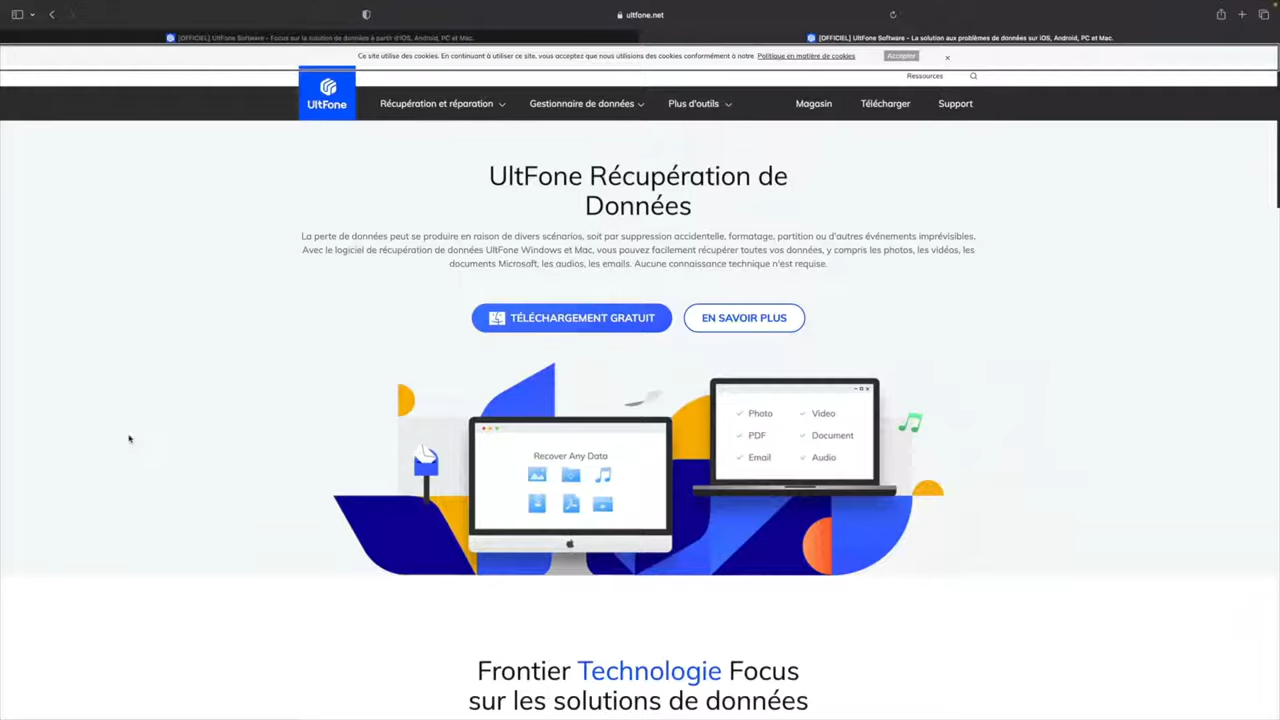 ultfone.net
[OFFICIEL] UltFone Software - Focus sur la solution de données à partir d'iOS, Android, PC et Mac.
[OFFICIEL] UltFone Software - La solution aux problèmes de données sur iOS, Android, PC et Mac.
Ce site utilise des cookies. En continuant à utiliser ce site, vous acceptez que nous utilisions des cookies conformément à notre Politique en matière de cookies
Accepter
Ressources
UltFone
Récupération et réparation
Gestionnaire de données
Plus d'outils
Magasin
Télécharger
Support
UltFone Récupération de
Données
La perte de données peut se produire en raison de divers scénarios, soit par suppression accidentelle, formatage, partition ou d'autres événements imprévisibles.
Avec le logiciel de récupération de données UltFone Windows et Mac, vous pouvez facilement récupérer toutes vos données, y compris les photos, les vidéos, les
documents Microsoft, les audios, les emails. Aucune connaissance technique n'est requise.
TÉLÉCHARGEMENT GRATUIT
EN SAVOIR PLUS
Recover Any Data
Photo
Video
PDF
Document
Email
Audio
Frontier Technologie Focus
sur les solutions de données